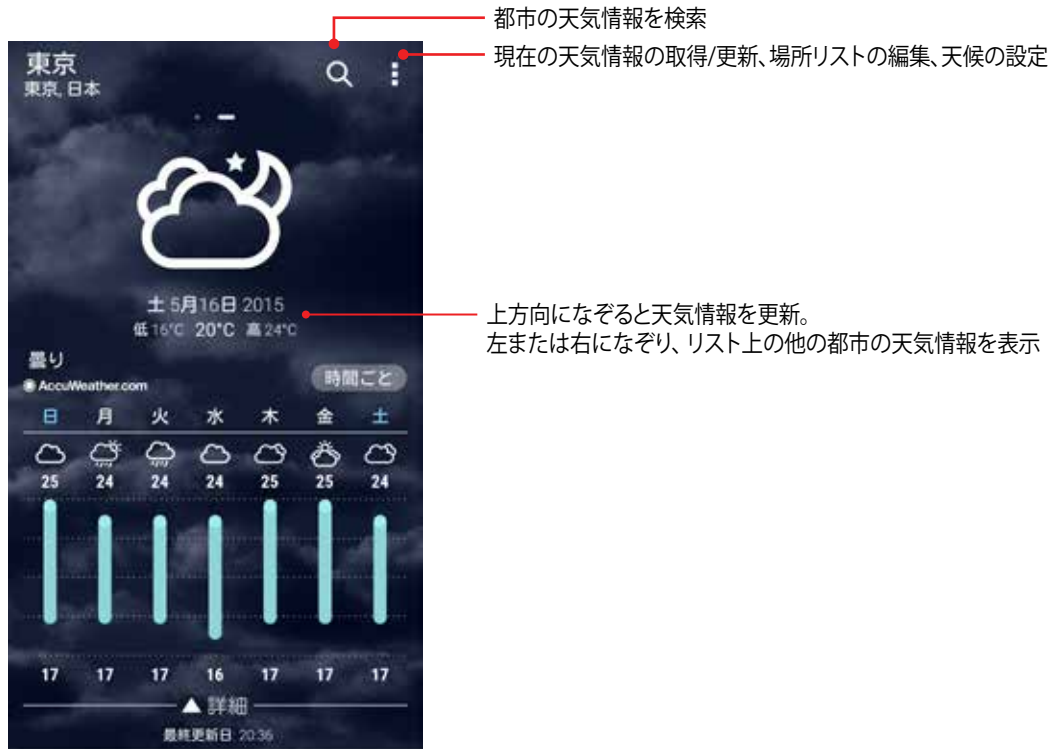 都市の天気情報を検索
現在の天気情報の取得/更新、場所リストの編集、天候の設定
東京
東京, 日本
土 5月16日 2015
低 16°C 20°C 高 24°C
上方向になぞると天気情報を更新。
左または右になぞり、リスト上の他の都市の天気情報を表示
曇り
AccuWeather.com
時間ごと
日 月 火 水 木 金 土
25 24 24 24 25 25 24
17 17 17 16 17 17 17
詳細
最終更新日 20:36